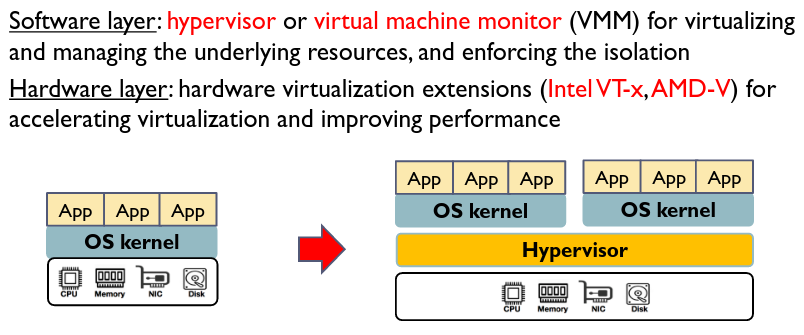 Software layer: hypervisor or virtual machine monitor (VMM) for virtualizing
and managing the underlying resources, and enforcing the isolation
Hardware layer: hardware virtualization extensions (Intel VT-x, AMD-V) for
accelerating virtualization and improving performance
App App App
OS kernel
CPU Memory NIC Disk
App App App
OS kernel
App App App
OS kernel
Hypervisor
CPU Memory NIC Disk